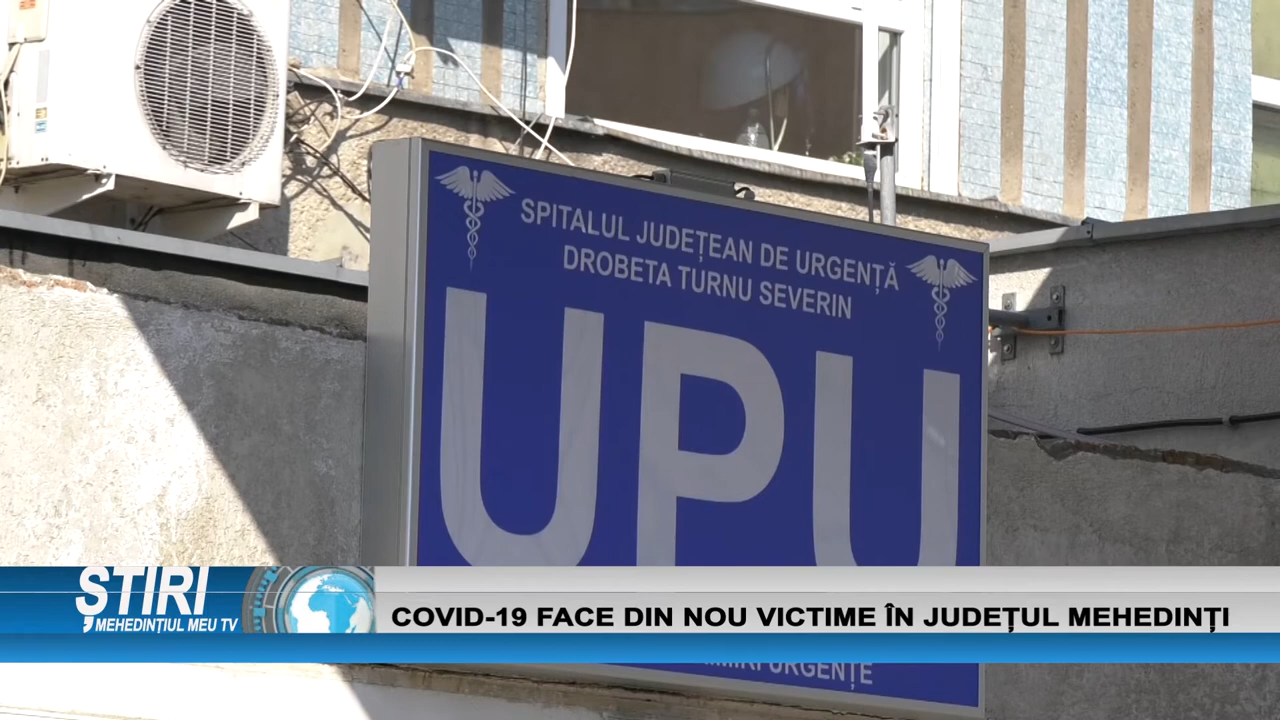 SPITALUL JUDEȚEAN DE URGENȚĂ
DROBETA TURNU SEVERIN
UPU
URGENȚE
ȘTIRI
MEHEDINȚIUL MEU TV
COVID-19 FACE DIN NOU VICTIME ÎN JUDEȚUL MEHEDINȚI